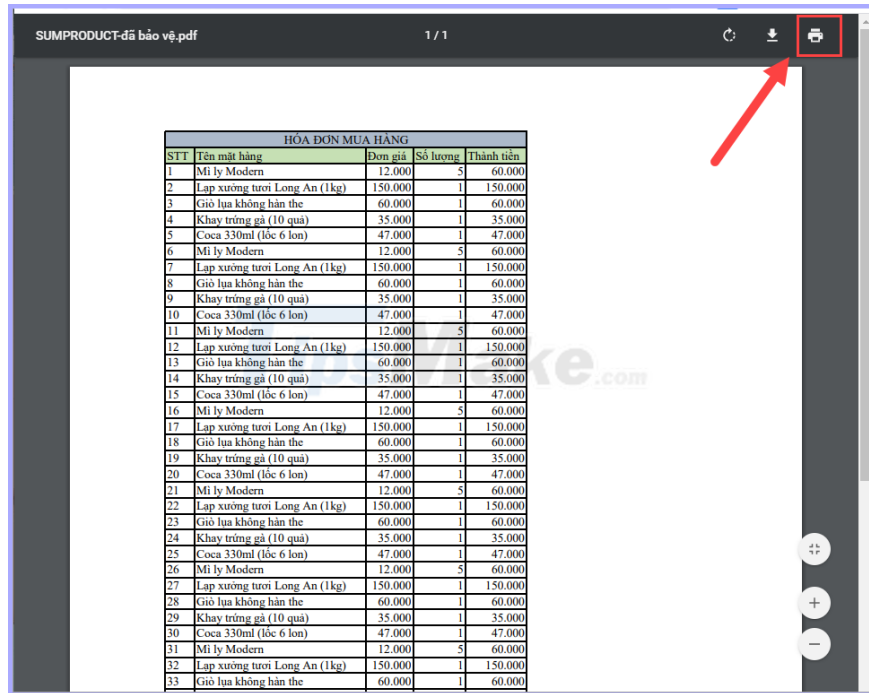 SUMPRODUCT-đã bảo vệ.pdf 1 / 1
HÓA ĐƠN MUA HÀNG
STT Tên mặt hàng Đơn giá Số lượng Thành tiền
1 Mì ly Modern 12.000 5 60.000
2 Lạp xưởng tươi Long An (1kg) 150.000 1 150.000
3 Giò lụa không hàn the 60.000 1 60.000
4 Khay trứng gà (10 quả) 35.000 1 35.000
5 Coca 330ml (lốc 6 lon) 47.000 1 47.000
6 Mì ly Modern 12.000 5 60.000
7 Lạp xưởng tươi Long An (1kg) 150.000 1 150.000
8 Giò lụa không hàn the 60.000 1 60.000
9 Khay trứng gà (10 quả) 35.000 1 35.000
10 Coca 330ml (lốc 6 lon) 47.000 1 47.000
11 Mì ly Modern 12.000 5 60.000
12 Lạp xưởng tươi Long An (1kg) 150.000 1 150.000
13 Giò lụa không hàn the 60.000 1 60.000
14 Khay trứng gà (10 quả) 35.000 1 35.000
TipsMake.com
15 Coca 330ml (lốc 6 lon) 47.000 1 47.000
16 Mì ly Modern 12.000 5 60.000
17 Lạp xưởng tươi Long An (1kg) 150.000 1 150.000
18 Giò lụa không hàn the 60.000 1 60.000
19 Khay trứng gà (10 quả) 35.000 1 35.000
20 Coca 330ml (lốc 6 lon) 47.000 1 47.000
21 Mì ly Modern 12.000 5 60.000
22 Lạp xưởng tươi Long An (1kg) 150.000 1 150.000
23 Giò lụa không hàn the 60.000 1 60.000
24 Khay trứng gà (10 quả) 35.000 1 35.000
25 Coca 330ml (lốc 6 lon) 47.000 1 47.000
26 Mì ly Modern 12.000 5 60.000
27 Lạp xưởng tươi Long An (1kg) 150.000 1 150.000
28 Giò lụa không hàn the 60.000 1 60.000
29 Khay trứng gà (10 quả) 35.000 1 35.000
30 Coca 330ml (lốc 6 lon) 47.000 1 47.000
31 Mì ly Modern 12.000 5 60.000
32 Lạp xưởng tươi Long An (1kg) 150.000 1 150.000
33 Giò lụa không hàn the 60.000 1 60.000